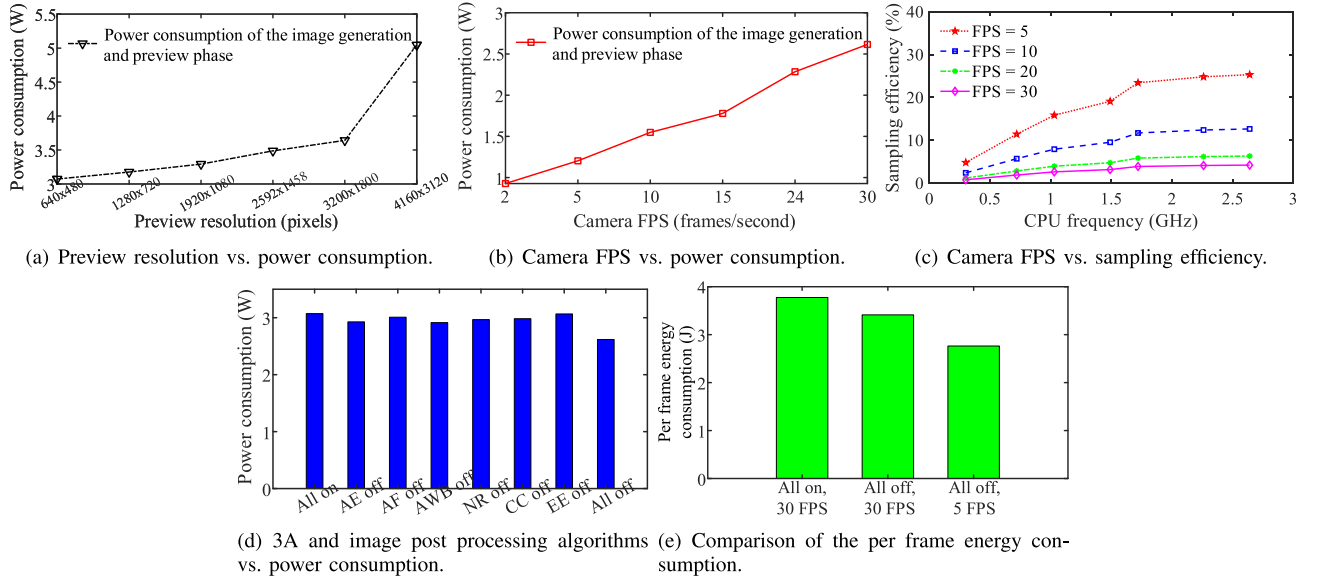 Power consumption (W)
5.5
5
4.5
4
3.5
3
Power consumption of the image generation
and preview phase
640x480
1280x720
1920x1080
2592x1458
3200x1800
4160x3120
Preview resolution (pixels)
(a) Preview resolution vs. power consumption.
Power consumption (W)
3
2.5
2
1.5
1
Power consumption of the image generation
and preview phase
2
5
10
15
24
30
Camera FPS (frames/second)
(b) Camera FPS vs. power consumption.
Sampling efficiency (%)
40
30
20
10
0
FPS = 5
FPS = 10
FPS = 20
FPS = 30
0
0.5
1
1.5
2
2.5
3
CPU frequency (GHz)
(c) Camera FPS vs. sampling efficiency.
Power consumption (W)
3
2
1
0
All on
AE off
AF off
AWB off
NR off
CC off
EE off
All off
(d) 3A and image post processing algorithms
vs. power consumption.
Per frame energy
consumption (J)
4
3
2
1
0
All on,
30 FPS
All off,
30 FPS
All off,
5 FPS
(e) Comparison of the per frame energy con-
sumption.